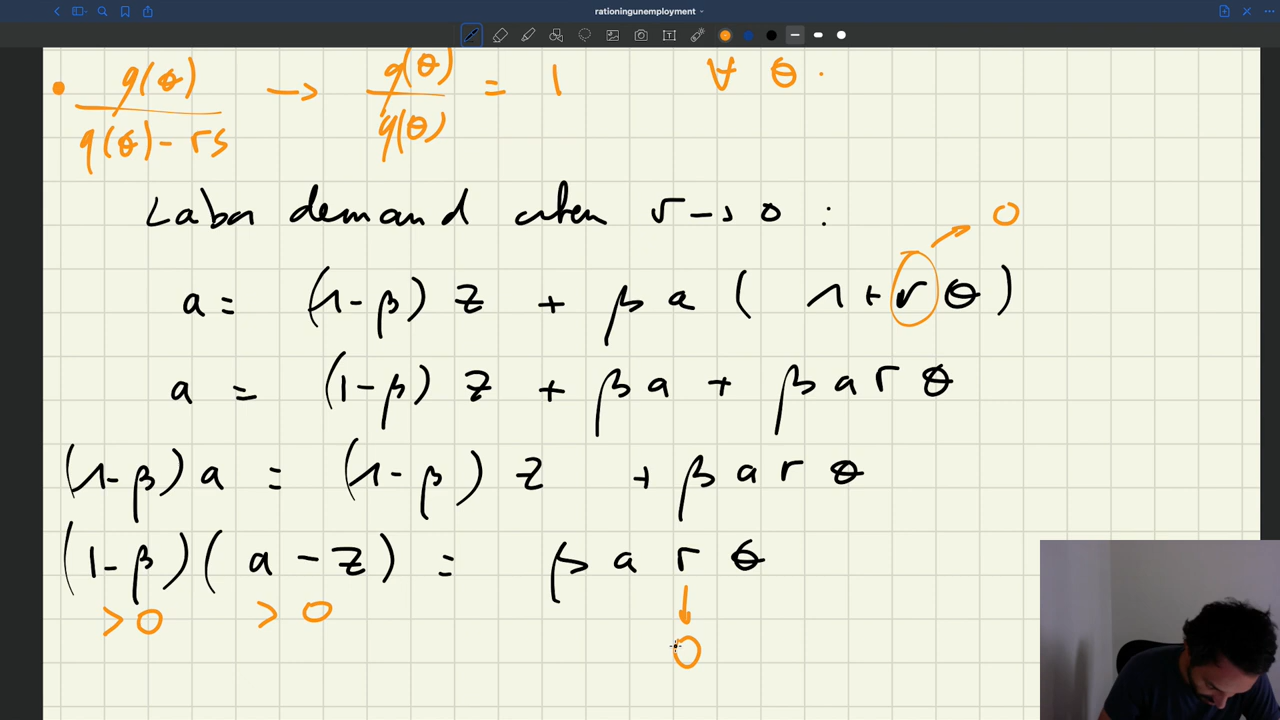 rationingunemployment
• q(θ) / (q(θ) - rs) → q(θ) / q(θ) = 1 ∀ θ.
Labor demand when r → 0 :
a = (1-β) z + β a (1 + r θ) → 0
a = (1-β) z + β a + β a r θ
(1-β) a = (1-β) z + β a r θ
(1-β)(a - z) = β a r θ
>0 >0 ↓
0